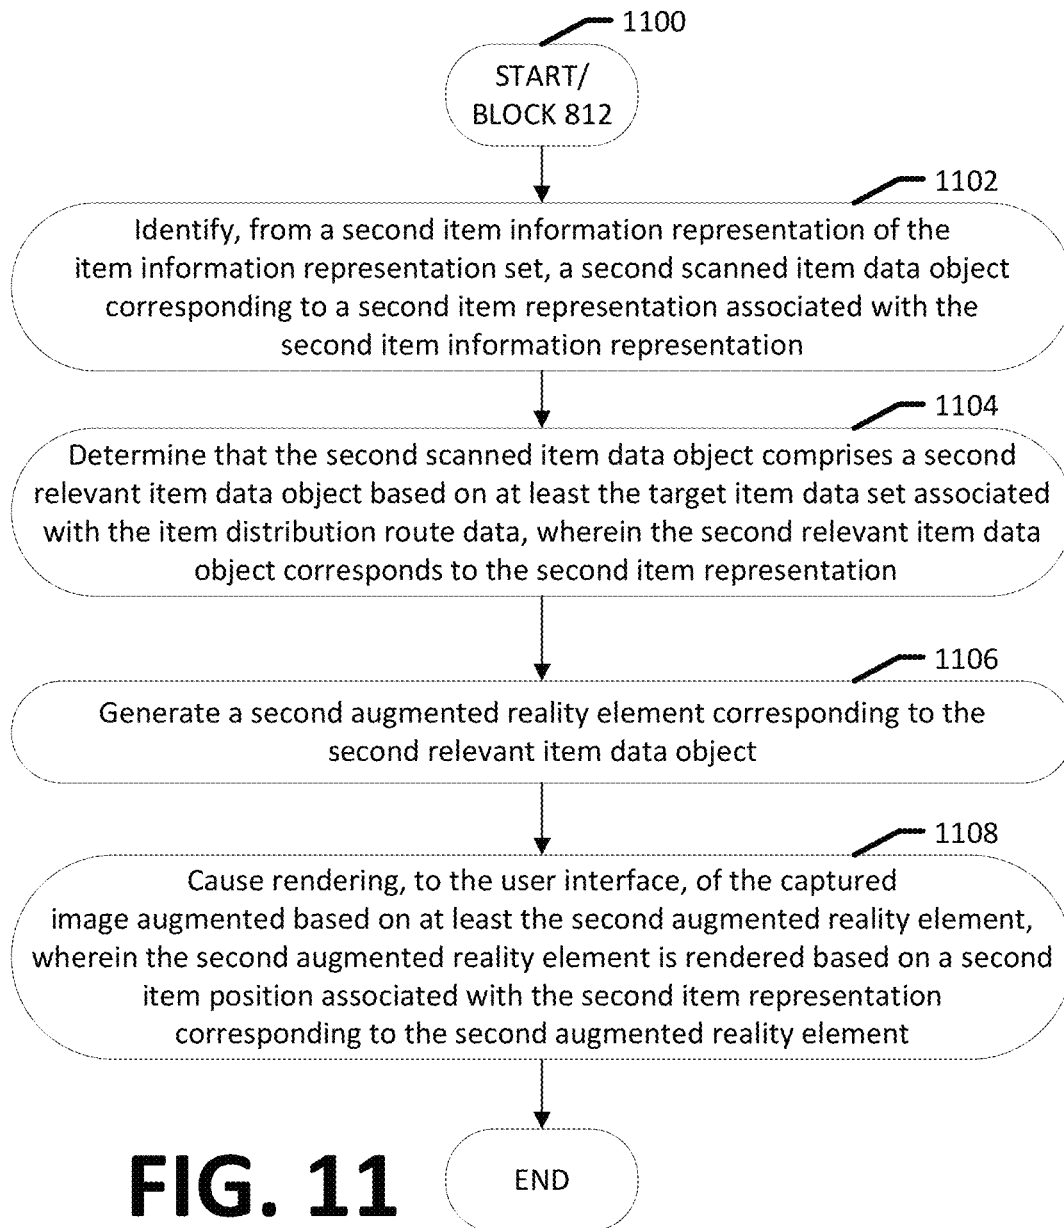 1100
START/
BLOCK 812
1102
Identify, from a second item information representation of the
item information representation set, a second scanned item data object
corresponding to a second item representation associated with the
second item information representation
1104
Determine that the second scanned item data object comprises a second
relevant item data object based on at least the target item data set associated
with the item distribution route data, wherein the second relevant item data
object corresponds to the second item representation
1106
Generate a second augmented reality element corresponding to the
second relevant item data object
1108
Cause rendering, to the user interface, of the captured
image augmented based on at least the second augmented reality element,
wherein the second augmented reality element is rendered based on a second
item position associated with the second item representation
corresponding to the second augmented reality element
END
FIG. 11